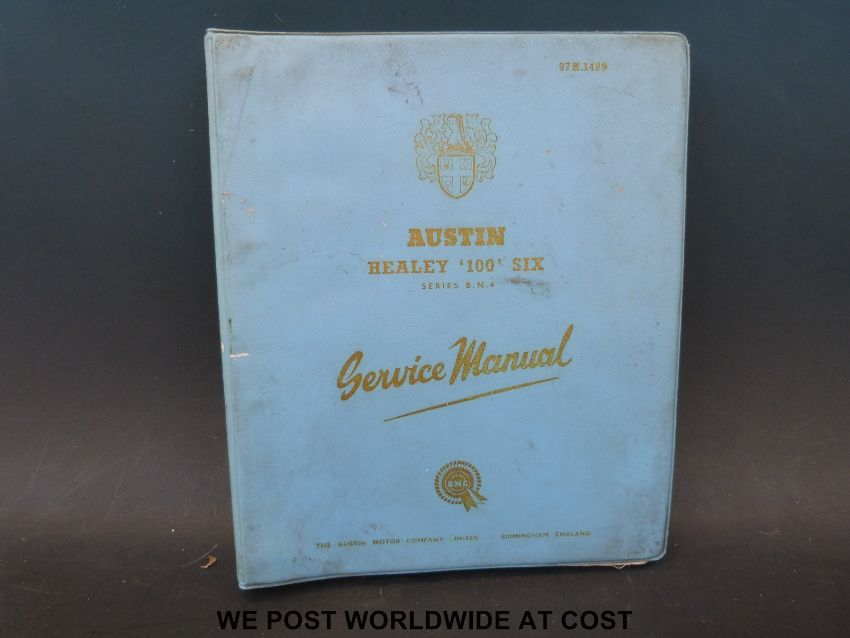 97H.1499
AUSTIN
HEALEY ‘100’ SIX
SERIES B.N.4
Service Manual
BMC
THE AUSTIN MOTOR COMPANY LIMITED · BIRMINGHAM ENGLAND
WE POST WORLDWIDE AT COST